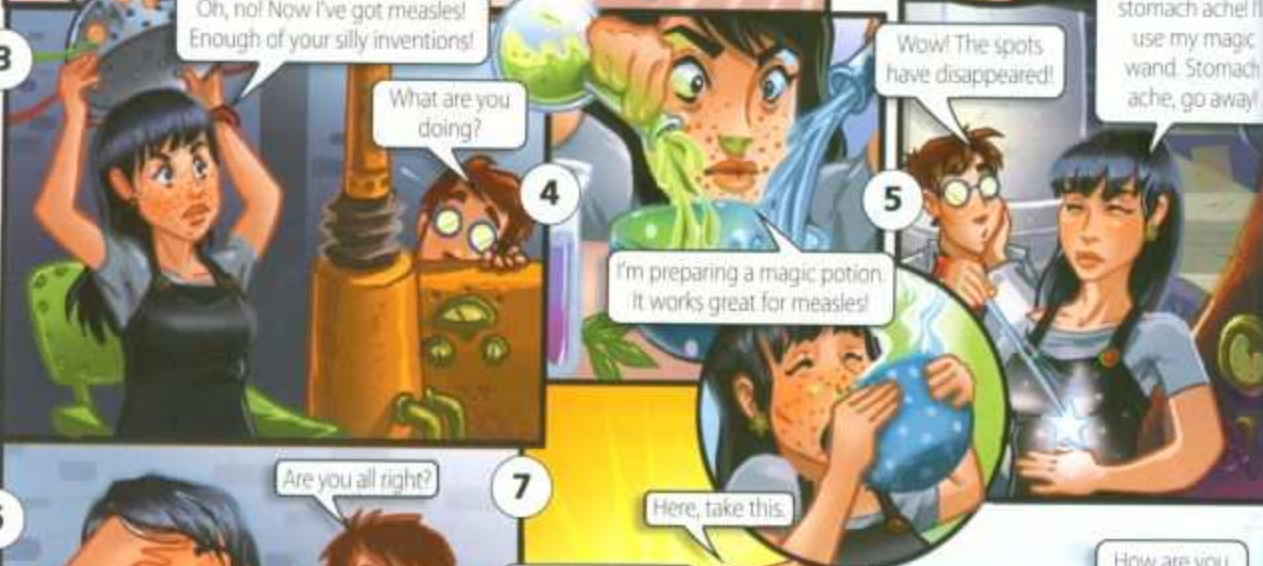 3
Oh, no! Now I've got measles!
Enough of your silly inventions!
What are you
doing?
4
I'm preparing a magic potion.
It works great for measles!
5
Wow! The spots
have disappeared!
stomach ache! I'll
use my magic
wand. Stomach
ache, go away!
Are you all right?
7
Here, take this.
How are you